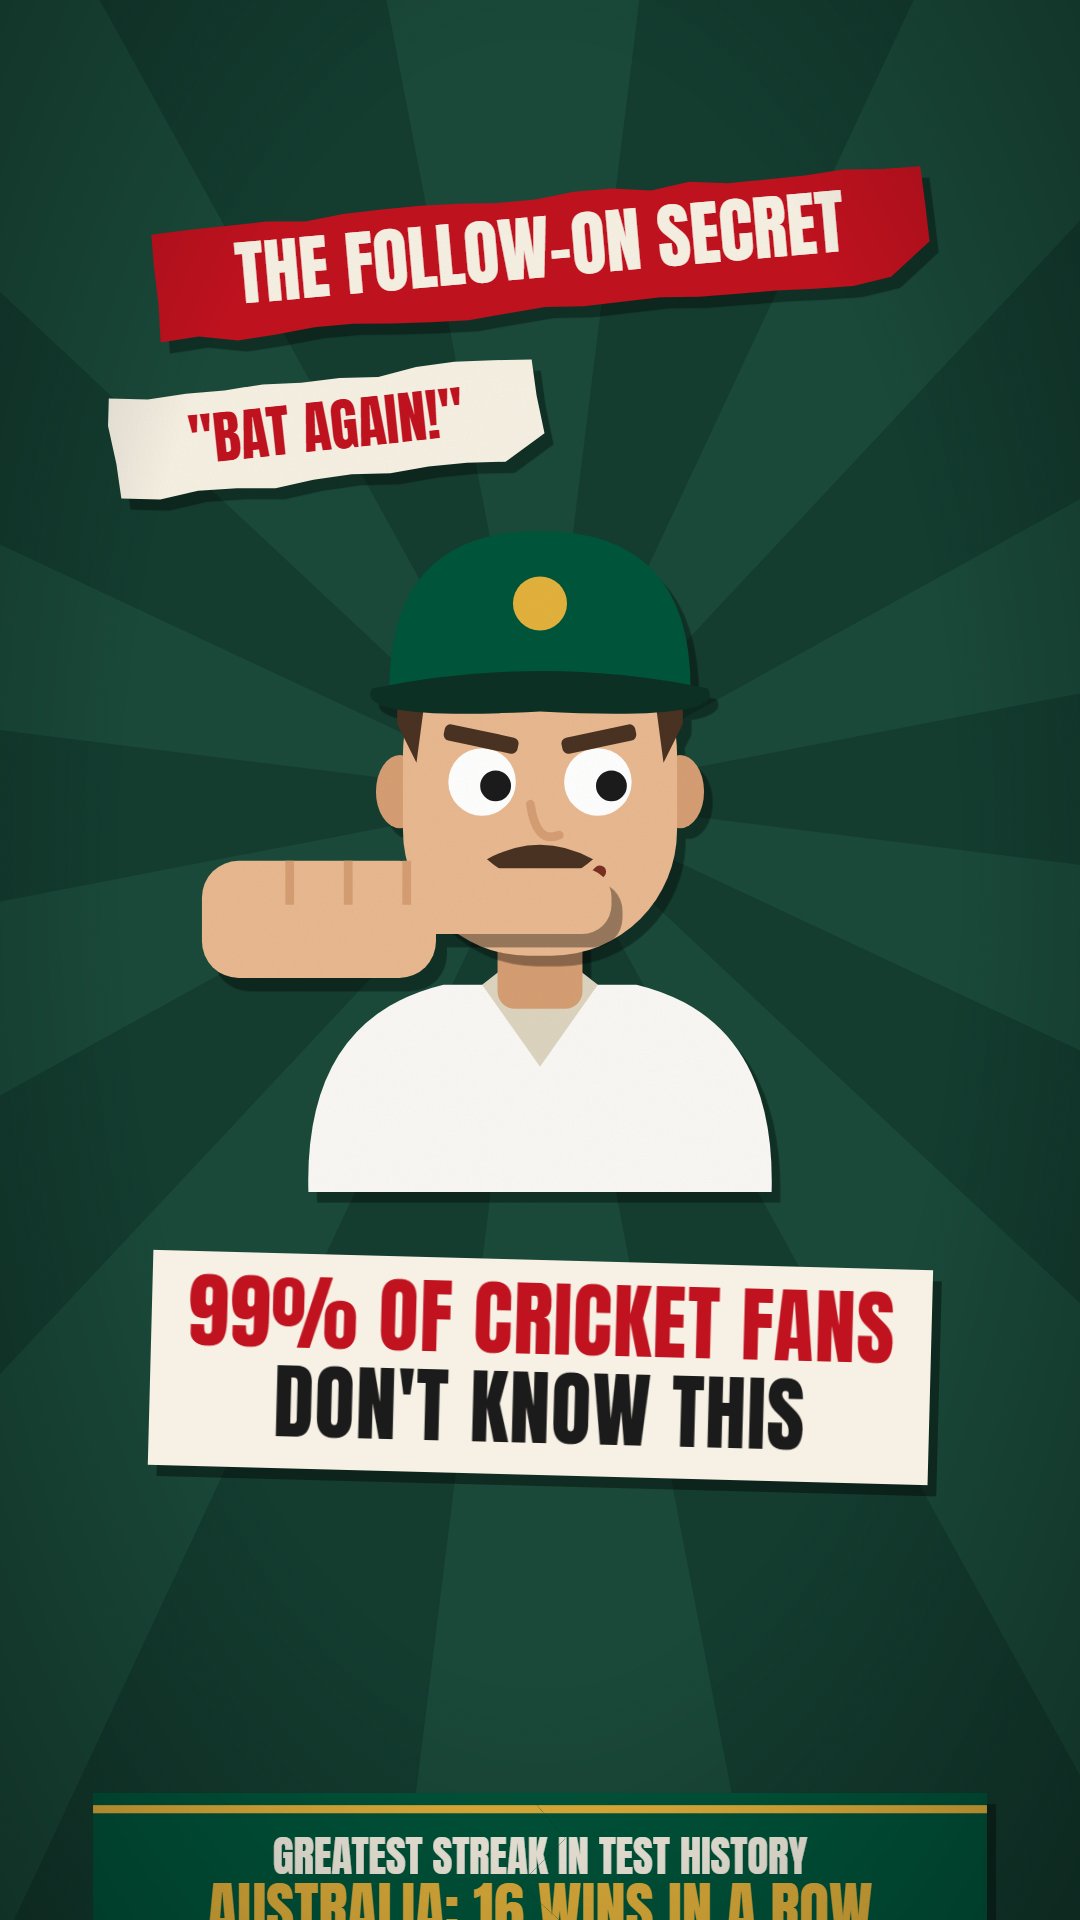 THE FOLLOW-ON SECRET
"BAT AGAIN!"
99% OF CRICKET FANS
DON'T KNOW THIS
GREATEST STREAK IN TEST HISTORY
AUSTRALIA: 16 WINS IN A ROW